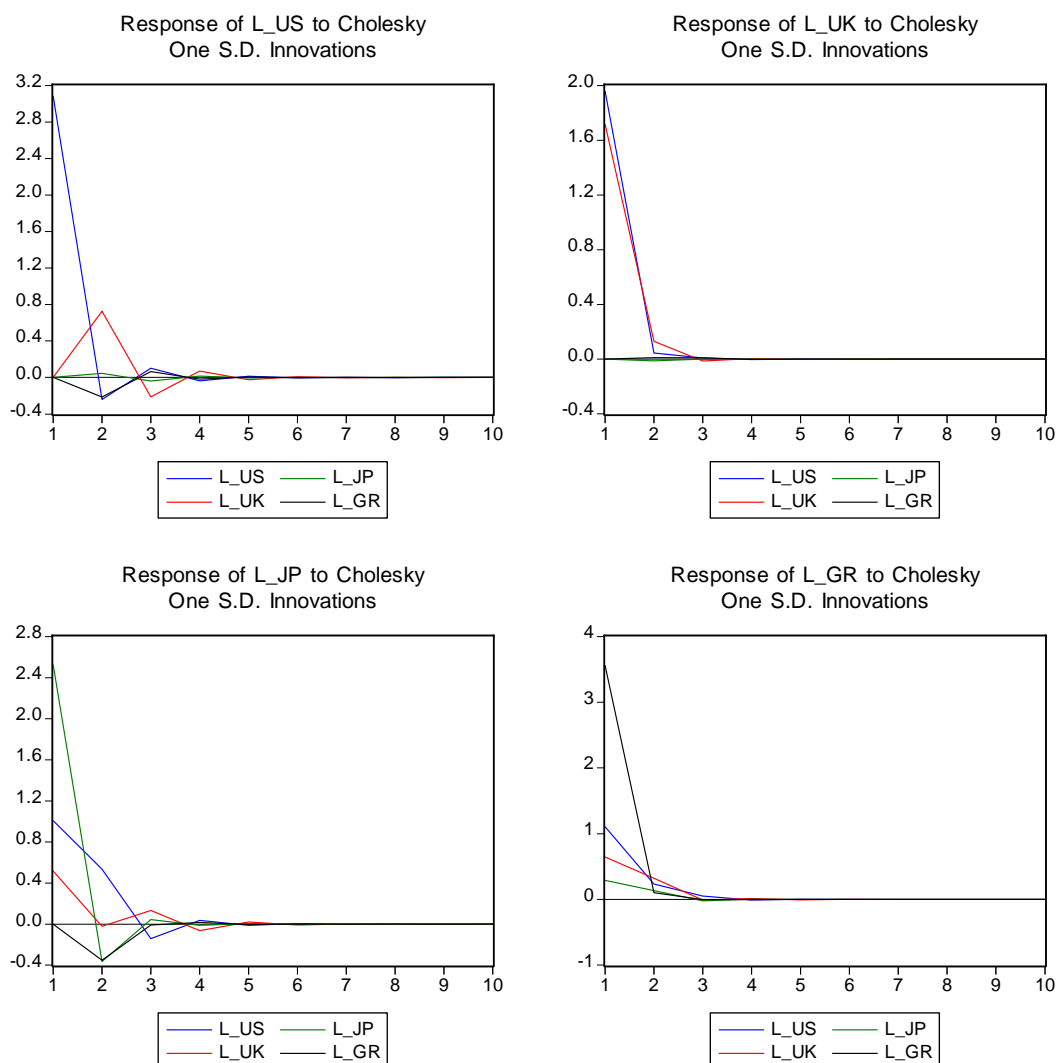 Response of L_US to Cholesky
One S.D. Innovations
3.2
2.8
2.4
2.0
1.6
1.2
0.8
0.4
0.0
-0.4
1 2 3 4 5 6 7 8 9 10
L_US L_JP
L_UK L_GR
Response of L_UK to Cholesky
One S.D. Innovations
2.0
1.6
1.2
0.8
0.4
0.0
-0.4
1 2 3 4 5 6 7 8 9 10
L_US L_JP
L_UK L_GR
Response of L_JP to Cholesky
One S.D. Innovations
2.8
2.4
2.0
1.6
1.2
0.8
0.4
0.0
-0.4
1 2 3 4 5 6 7 8 9 10
L_US L_JP
L_UK L_GR
Response of L_GR to Cholesky
One S.D. Innovations
4
3
2
1
0
-1
1 2 3 4 5 6 7 8 9 10
L_US L_JP
L_UK L_GR